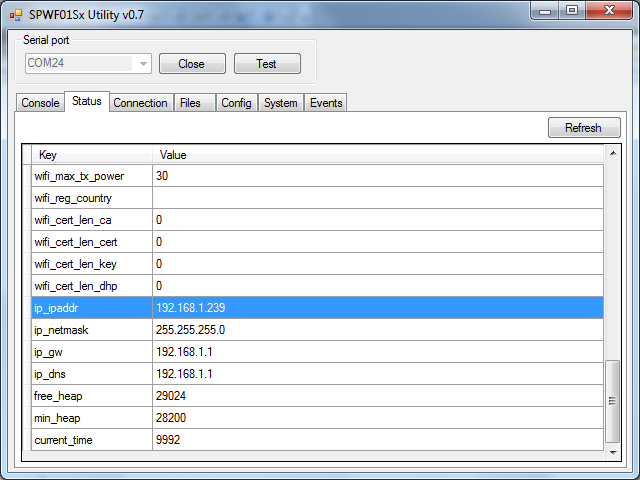 SPWF01Sx Utility v0.7
Serial port
COM24 Close Test
Console Status Connection Files Config System Events
Refresh
Key Value
wifi_max_tx_power 30
wifi_reg_country
wifi_cert_len_ca 0
wifi_cert_len_cert 0
wifi_cert_len_key 0
wifi_cert_len_dhp 0
ip_ipaddr 192.168.1.239
ip_netmask 255.255.255.0
ip_gw 192.168.1.1
ip_dns 192.168.1.1
free_heap 29024
min_heap 28200
current_time 9992